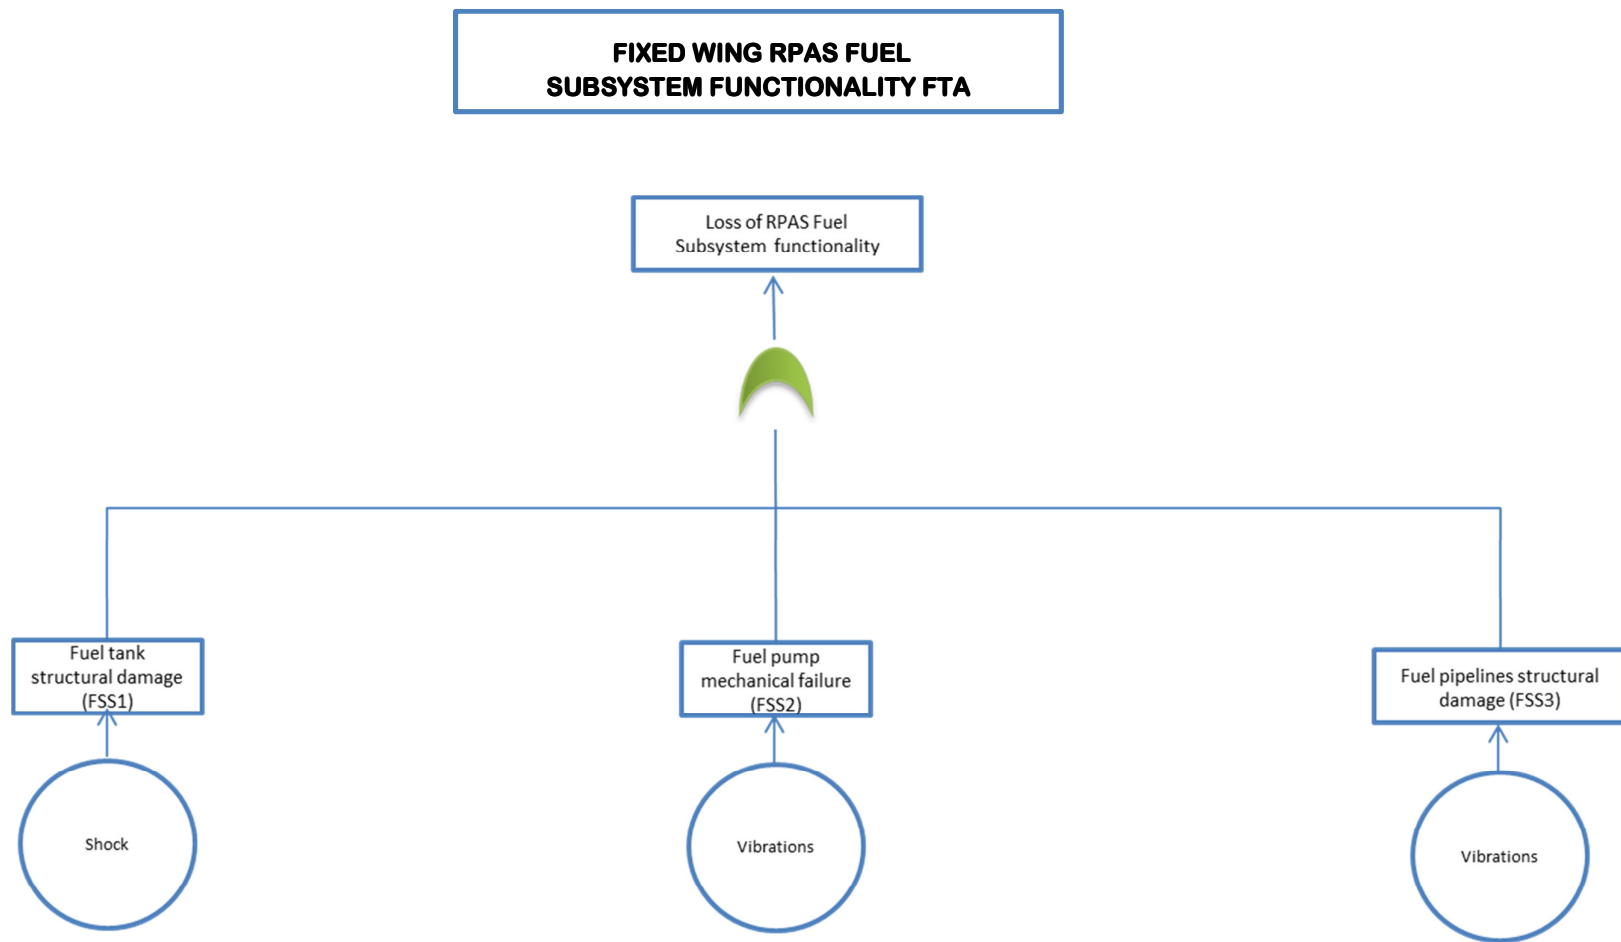 FIXED WING RPAS FUEL
SUBSYSTEM FUNCTIONALITY FTA
Loss of RPAS Fuel
Subsystem functionality
Fuel tank
structural damage
(FSS1)
Fuel pump
mechanical failure
(FSS2)
Fuel pipelines structural
damage (FSS3)
Shock
Vibrations
Vibrations